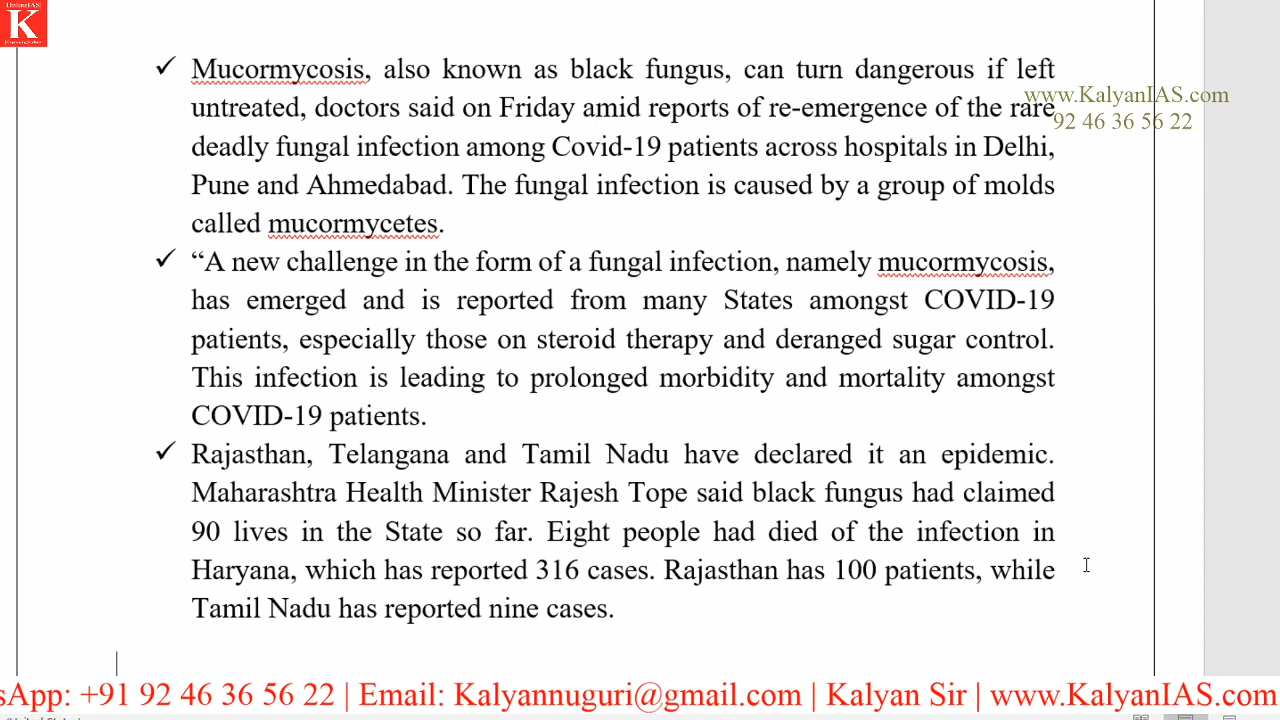 OnlineIAS
K
Mucormycosis, also known as black fungus, can turn dangerous if left
untreated, doctors said on Friday amid reports of re-emergence of the rare
deadly fungal infection among Covid-19 patients across hospitals in Delhi,
Pune and Ahmedabad. The fungal infection is caused by a group of molds
called mucormycetes.
www.KalyanIAS.com
92 46 36 56 22
“A new challenge in the form of a fungal infection, namely mucormycosis,
has emerged and is reported from many States amongst COVID-19
patients, especially those on steroid therapy and deranged sugar control.
This infection is leading to prolonged morbidity and mortality amongst
COVID-19 patients.
Rajasthan, Telangana and Tamil Nadu have declared it an epidemic.
Maharashtra Health Minister Rajesh Tope said black fungus had claimed
90 lives in the State so far. Eight people had died of the infection in
Haryana, which has reported 316 cases. Rajasthan has 100 patients, while
Tamil Nadu has reported nine cases.
sApp: +91 92 46 36 56 22 | Email: Kalyannuguri@gmail.com | Kalyan Sir | www.KalyanIAS.com